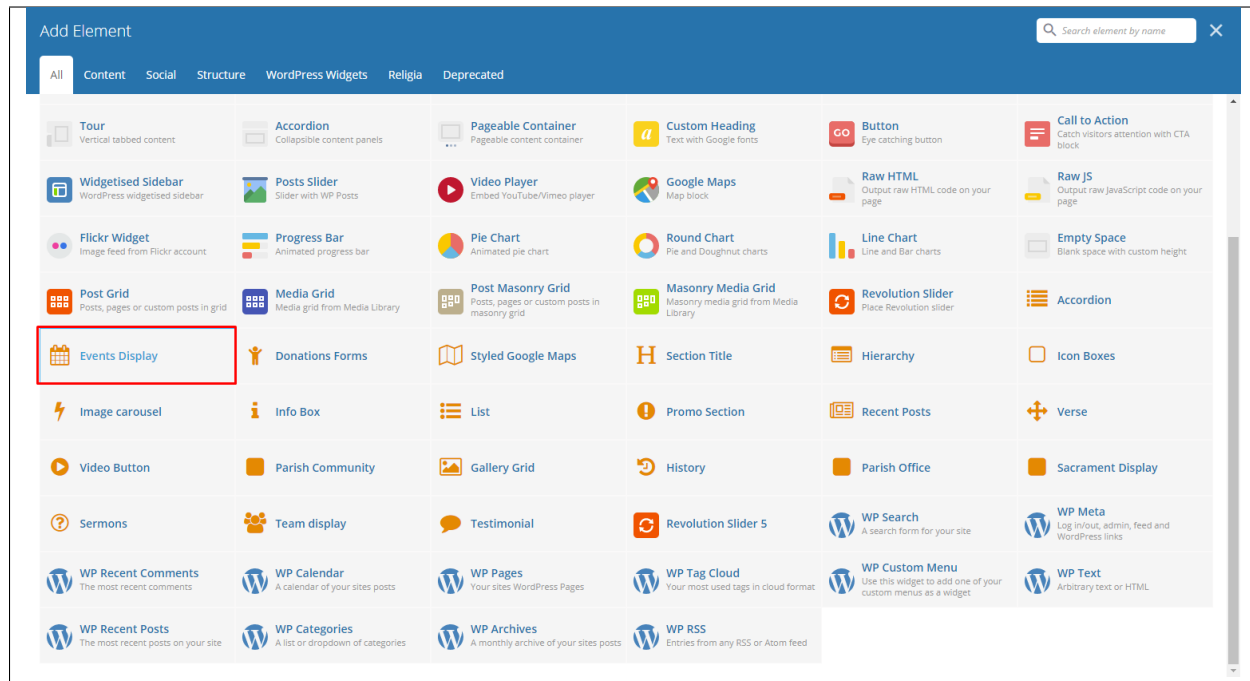 Add Element
Search element by name
All Content Social Structure WordPress Widgets Religia Deprecated
Tour
Vertical tabbed content
Accordion
Collapsible content panels
Pageable Container
Pageable content container
a
Custom Heading
Text with Google fonts
GO
Button
Eye catching button
Call to Action
Catch visitors attention with CTA
block
Widgetised Sidebar
WordPress widgetised sidebar
Posts Slider
Slider with WP Posts
Video Player
Embed YouTube/Vimeo player
Google Maps
Map block
Raw HTML
Output raw HTML code on your
page
Raw JS
Output raw JavaScript code on your
page
Flickr Widget
Image feed from Flickr account
Progress Bar
Animated progress bar
Pie Chart
Animated pie chart
Round Chart
Pie and Doughnut charts
Line Chart
Line and Bar charts
Empty Space
Blank space with custom height
Post Grid
Posts, pages or custom posts in grid
Media Grid
Media grid from Media Library
Post Masonry Grid
Posts, pages or custom posts in
masonry grid
Masonry Media Grid
Masonry media grid from Media
Library
Revolution Slider
Place Revolution slider
Accordion
Events Display
Donations Forms
Styled Google Maps
H Section Title
Hierarchy
Icon Boxes
Image carousel
i Info Box
List
Promo Section
Recent Posts
Verse
Video Button
Parish Community
Gallery Grid
History
Parish Office
Sacrament Display
Sermons
Team display
Testimonial
Revolution Slider 5
WP Search
A search form for your site
WP Meta
Log in/out, admin, feed and
WordPress links
WP Recent Comments
The most recent comments
WP Calendar
A calendar of your sites posts
WP Pages
Your sites WordPress Pages
WP Tag Cloud
Your most used tags in cloud format
WP Custom Menu
Use this widget to add one of your
custom menus as a widget
WP Text
Arbitrary text or HTML
WP Recent Posts
The most recent posts on your site
WP Categories
A list or dropdown of categories
WP Archives
A monthly archive of your sites posts
WP RSS
Entries from any RSS or Atom feed